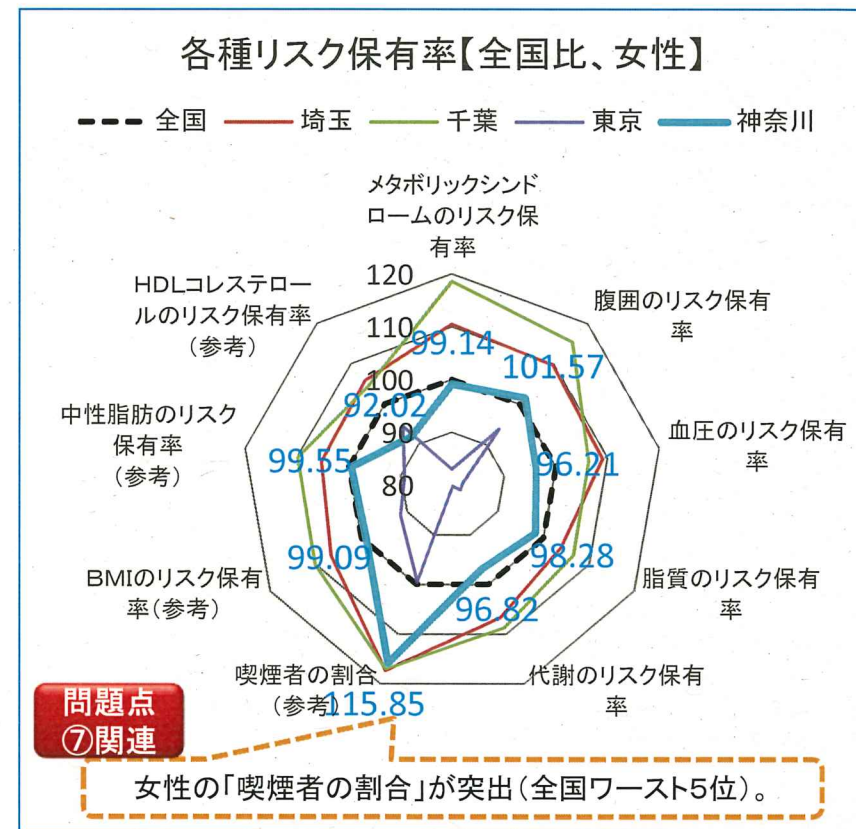 各種リスク保有率【全国比、女性】
全国 埼玉 千葉 東京 神奈川
メタボリックシンド
ロームのリスク保
有率
HDLコレステロー
ルのリスク保有率
（参考）
腹囲のリスク保有
率
120
110
99.14
101.57
100
中性脂肪のリスク
保有率
（参考）
92.02
90
血圧のリスク保有
率
99.55
96.21
80
99.09
98.28
BMIのリスク保有
率（参考）
脂質のリスク保有
率
96.82
喫煙者の割合
（参考）
115.85
代謝のリスク保有
率
問題点
⑦関連
女性の「喫煙者の割合」が突出（全国ワースト5位）。